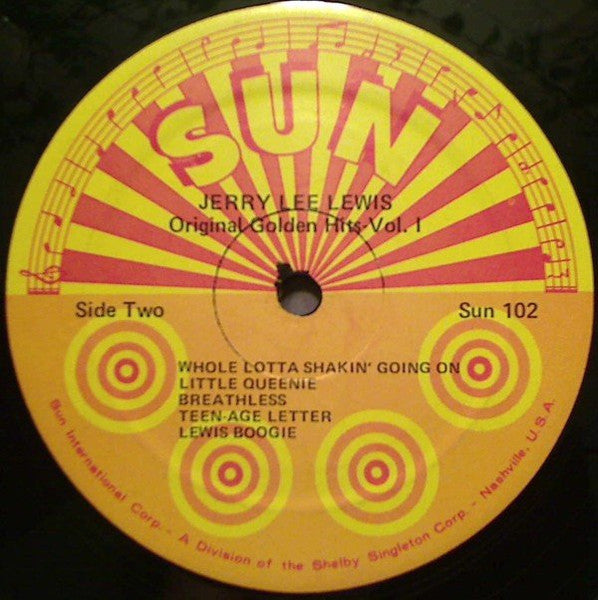 SUN
JERRY LEE LEWIS
Original Golden Hits-Vol. I
Side Two
Sun 102
WHOLE LOTTA SHAKIN' GOING ON
LITTLE QUEENIE
BREATHLESS
TEEN-AGE LETTER
LEWIS BOOGIE
Sun International Corp. - A Division of the Shelby Singleton Corp. - Nashville, U.S.A.